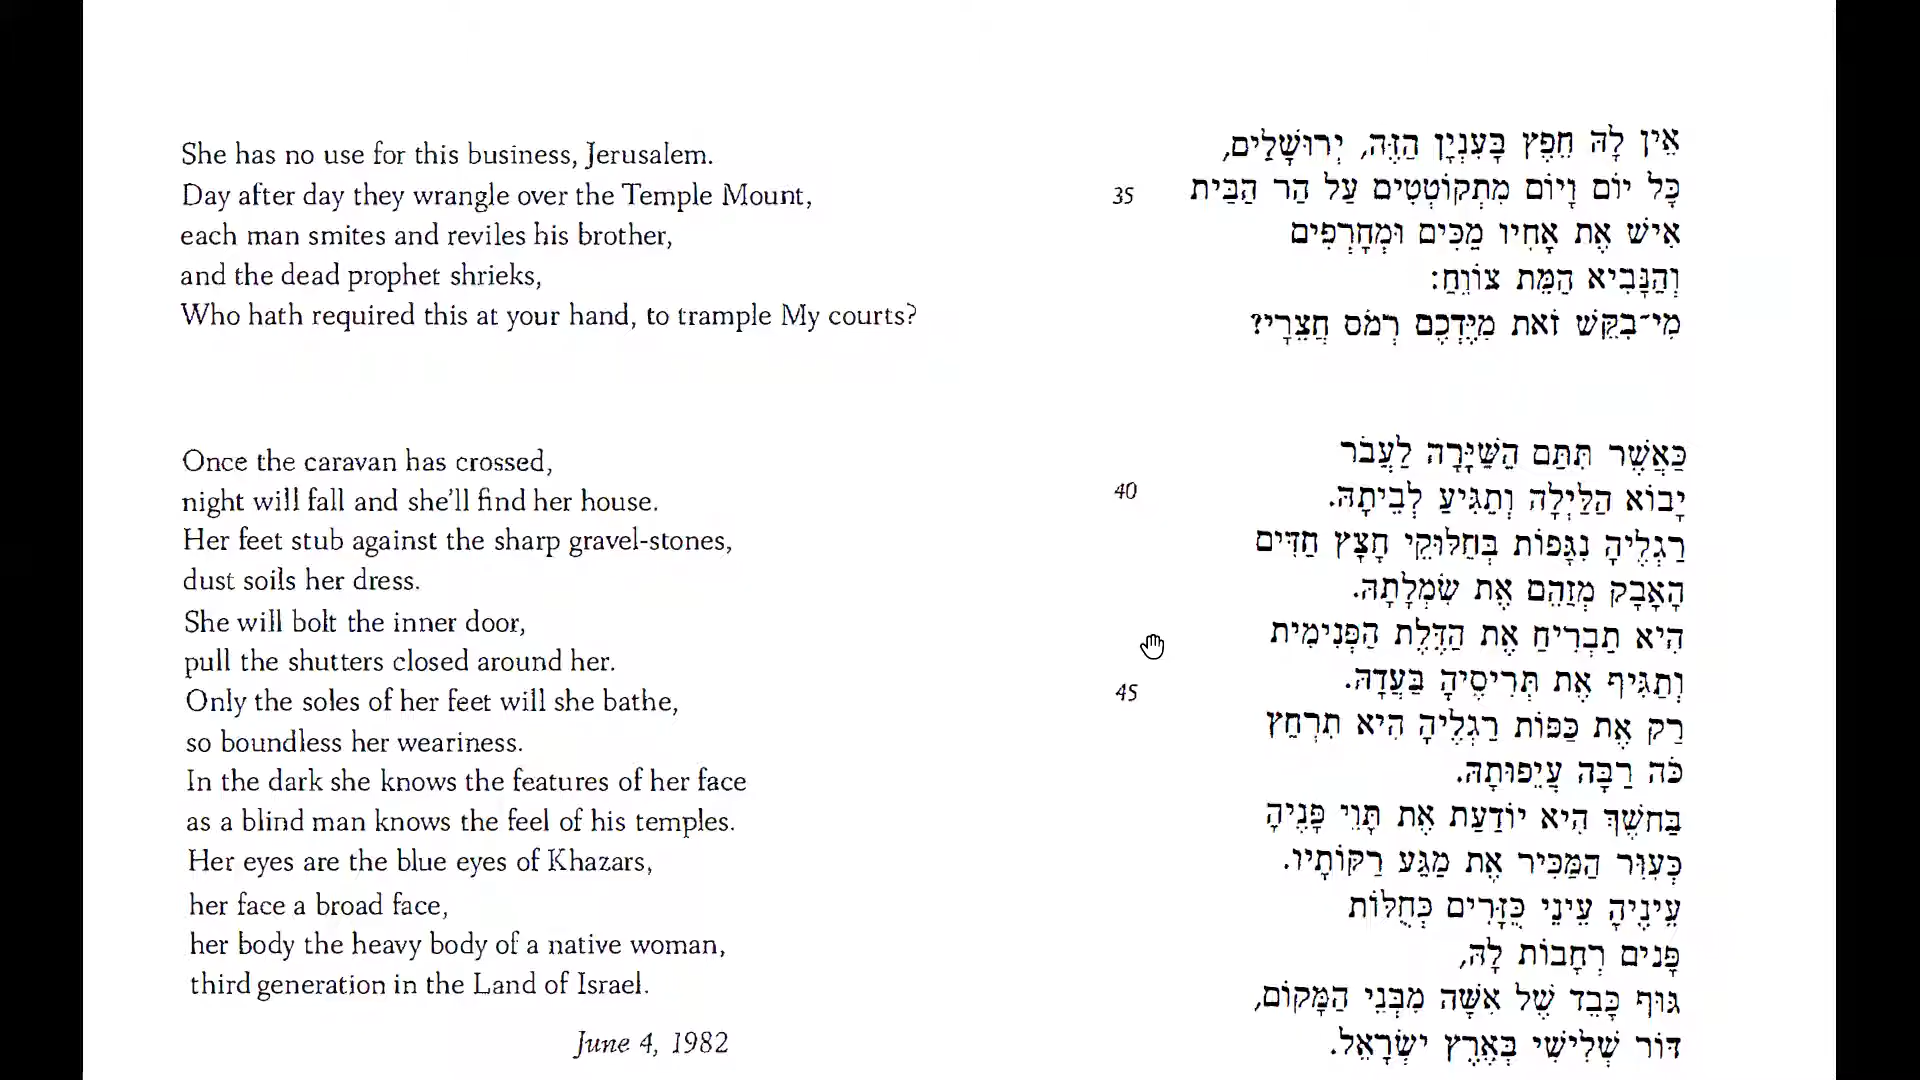 She has no use for this business, Jerusalem.
Day after day they wrangle over the Temple Mount,
each man smites and reviles his brother,
and the dead prophet shrieks,
Who hath required this at your hand, to trample My courts?
Once the caravan has crossed,
night will fall and she'll find her house.
Her feet stub against the sharp gravel-stones,
dust soils her dress.
She will bolt the inner door,
pull the shutters closed around her.
Only the soles of her feet will she bathe,
so boundless her weariness.
In the dark she knows the features of her face
as a blind man knows the feel of his temples.
Her eyes are the blue eyes of Khazars,
her face a broad face,
her body the heavy body of a native woman,
third generation in the Land of Israel.
June 4, 1982
אֵין לָהּ חֵפֶץ בָּעִנְיָן הַזֶּה, יְרוּשָׁלַיִם,
35 כָּל יוֹם וָיוֹם מִתְקוֹטְטִים עַל הַר הַבַּיִת
אִישׁ אֶת אָחִיו מַכִּים וּמְחָרְפִים
וְהַנָּבִיא הַמֵּת צוֹוֵחַ:
מִי־בִקֵּשׁ זֹאת מִיֶּדְכֶם רְמֹס חֲצֵרָי?
כַּאֲשֶׁר תִּתַּם הַשַּׁיָּרָה לַעֲבֹר
40 יָבוֹא הַלַּיְלָה וְתַגִּיעַ לְבֵיתָהּ.
רַגְלֶיהָ נִגָּפוֹת בְּחַלּוּקֵי חָצָץ חַדִּים
הָאָבָק מְזַהֵם אֶת שִׂמְלָתָהּ.
הִיא תַבְרִיחַ אֶת הַדֶּלֶת הַפְּנִימִית
45 וְתַגִּיף אֶת תְּרִיסֶיהָ בַּעֲדָהּ.
רַק אֶת כַּפּוֹת רַגְלֶיהָ הִיא תִרְחַץ
כֹּה רַבָּה עֲיֵפוּתָהּ.
בַּחֹשֶׁךְ הִיא יוֹדַעַת אֶת תָּוֵי פָּנֶיהָ
כְּעִוֵּר הַמַּכִּיר אֶת מַגַּע רַקּוֹתָיו.
עֵינֶיהָ עֵינֵי כֻּזָרִים כְּחֻלּוֹת
פָּנִים רְחָבוֹת לָהּ,
גּוּף כָּבֵד שֶׁל אִשָּׁה מִבְּנֵי הַמָּקוֹם,
דּוֹר שְׁלִישִׁי בְּאֶרֶץ יִשְׂרָאֵל.